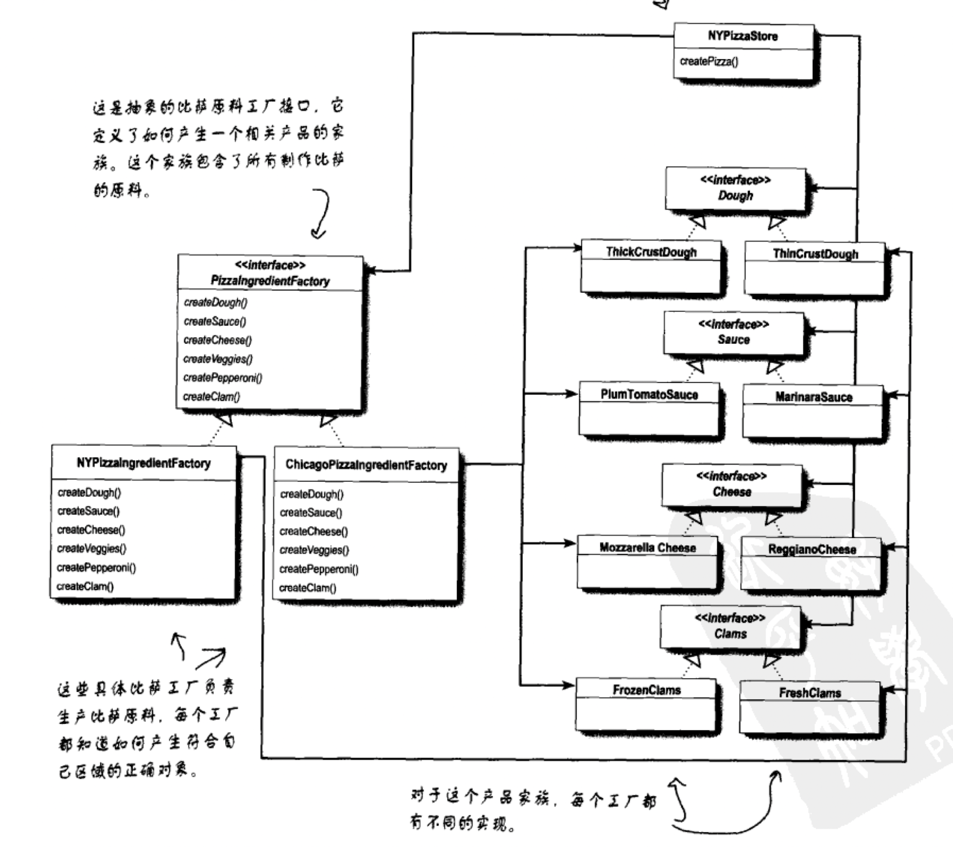 NYPizzaStore
createPizza()
这是抽象的比萨原料工厂接口，它
定义了如何产生一个相关产品的家
族。这个家族包含了所有制作比萨
的原料。
<<interface>>
Dough
ThickCrustDough
ThinCrustDough
<<interface>>
PizzaIngredientFactory
createDough()
createSauce()
createCheese()
createVeggies()
createPepperoni()
createClam()
<<interface>>
Sauce
PlumTomatoSauce
MarinaraSauce
NYPizzaIngredientFactory
createDough()
createSauce()
createCheese()
createVeggies()
createPepperoni()
createClam()
ChicagoPizzaIngredientFactory
createDough()
createSauce()
createCheese()
createVeggies()
createPepperoni()
createClam()
<<interface>>
Cheese
Mozzarella Cheese
ReggianoCheese
<<interface>>
Clams
FrozenClams
FreshClams
这些具体比萨工厂负责
生产比萨原料，每个工厂
都知道如何产生符合自
己区域的正确对象。
对于这个产品家族，每个工厂都
有不同的实现。